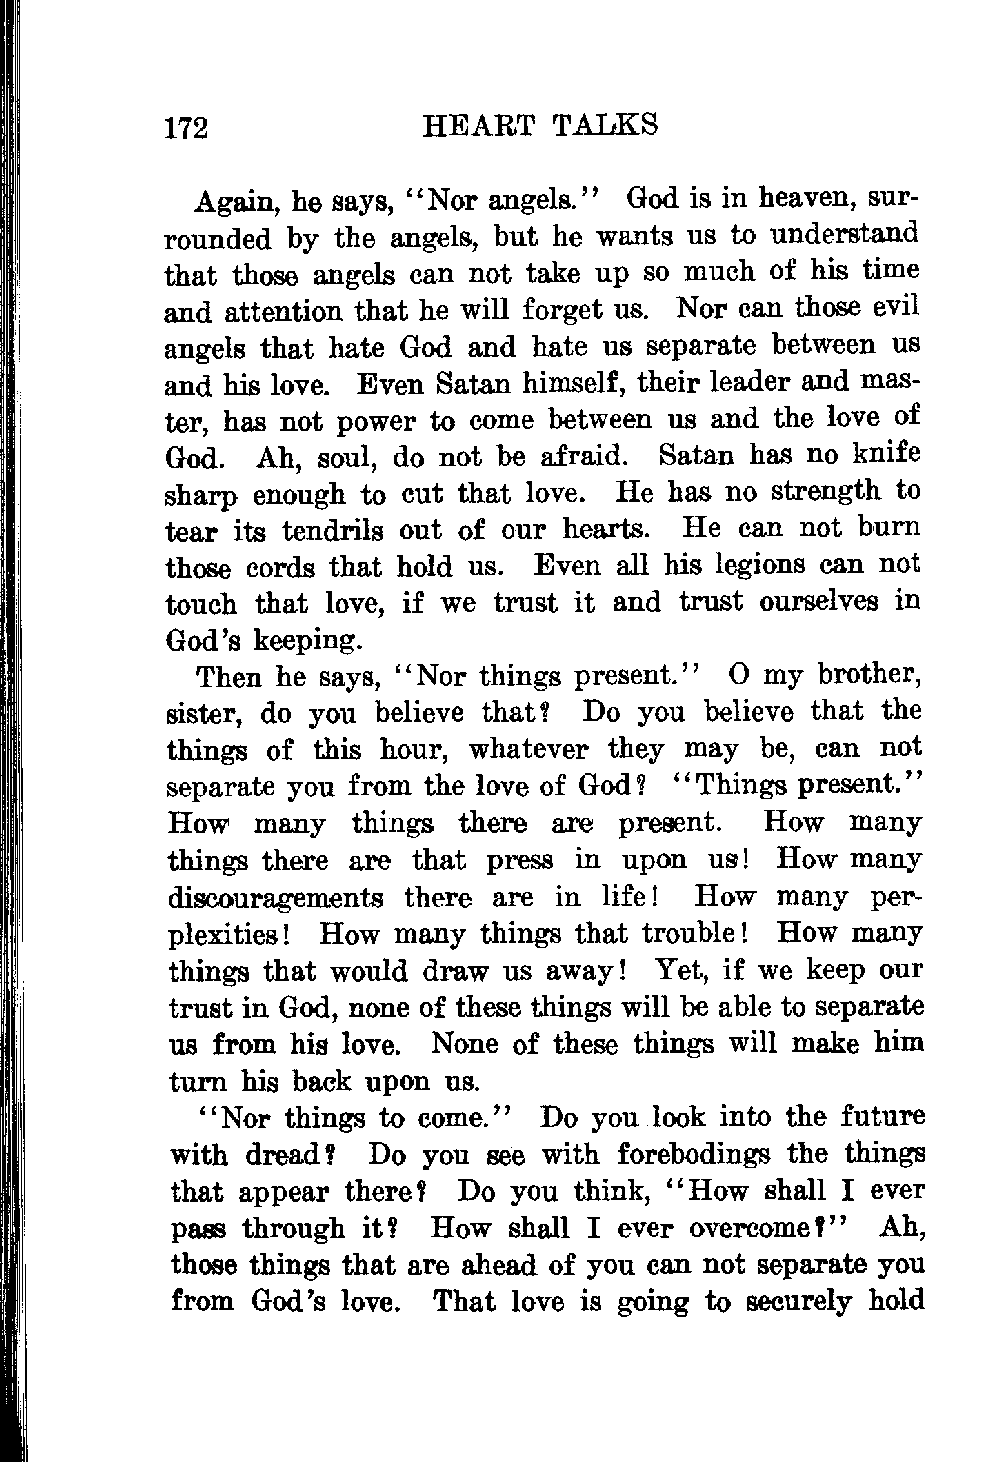 172 HEART TALKS
Again, he says, "Nor angels." God is in heaven, sur-
rounded by the angels, but he wants us to understand
that those angels can not take up so much of his time
and attention that he will forget us. Nor can those evil
angels that hate God and hate us separate between us
and his love. Even Satan himself, their leader and mas-
ter, has not power to come between us and the love of
God. Ah, soul, do not be afraid. Satan has no knife
sharp enough to cut that love. He has no strength to
tear its tendrils out of our hearts. He can not burn
those cords that hold us. Even all his legions can not
touch that love, if we trust it and trust ourselves in
God's keeping.
Then he says, "Nor things present." O my brother,
sister, do you believe that? Do you believe that the
things of this hour, whatever they may be, can not
separate you from the love of God? "Things present."
How many things there are present. How many
things there are that press in upon us! How many
discouragements there are in life! How many per-
plexities! How many things that trouble! How many
things that would draw us away! Yet, if we keep our
trust in God, none of these things will be able to separate
us from his love. None of these things will make him
turn his back upon us.
"Nor things to come." Do you look into the future
with dread? Do you see with forebodings the things
that appear there? Do you think, "How shall I ever
pass through it? How shall I ever overcome?" Ah,
those things that are ahead of you can not separate you
from God's love. That love is going to securely hold